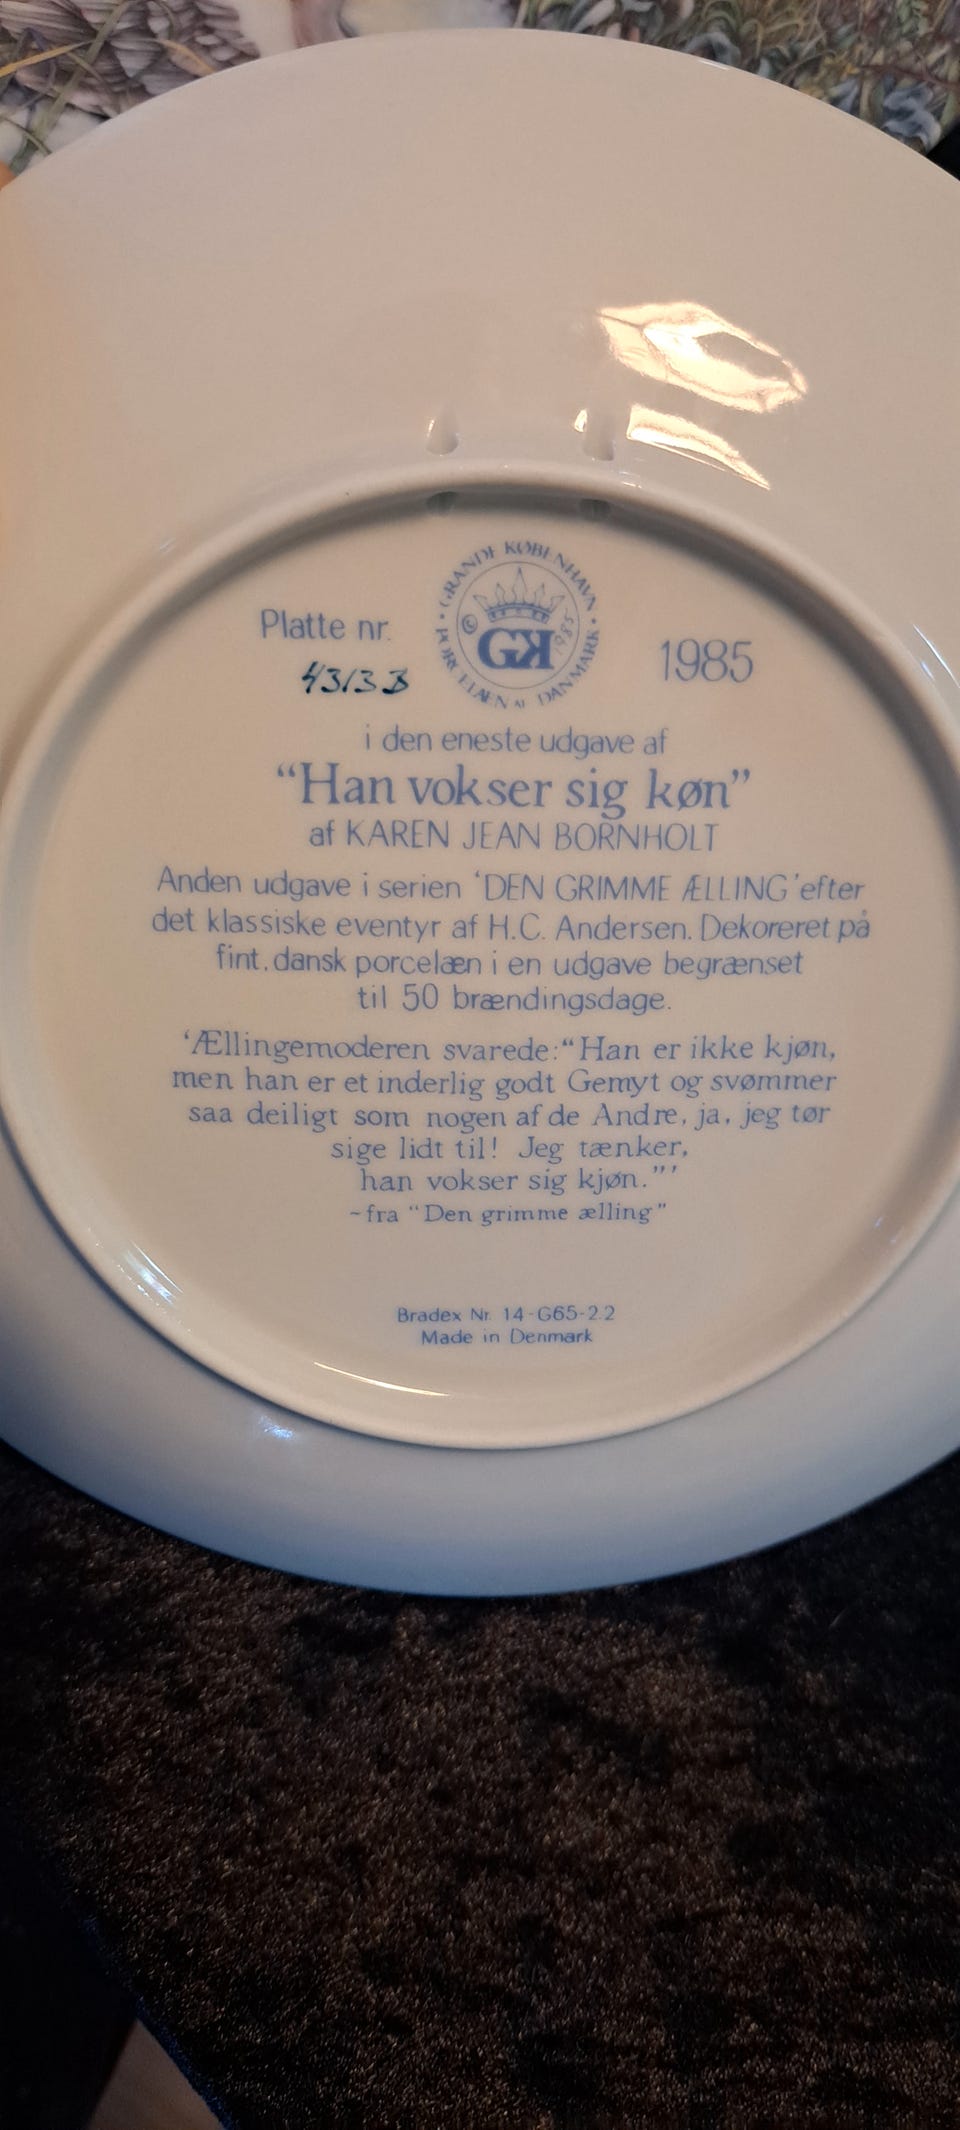 GRANDE KØBENHAVN
PORCELÆN AF DANMARK
© 1985
GK
Platte nr.
4313 B
1985
i den eneste udgave af
“Han vokser sig køn”
af KAREN JEAN BORNHOLT
Anden udgave i serien ‘DEN GRIMME ÆLLING’ efter
det klassiske eventyr af H.C. Andersen. Dekoreret på
fint, dansk porcelæn i en udgave begrænset
til 50 brændingsdage.
‘Ællingemoderen svarede: “Han er ikke kjøn,
men han er et inderlig godt Gemyt og svømmer
saa deiligt som nogen af de Andre, ja, jeg tør
sige lidt til! Jeg tænker,
han vokser sig kjøn.”’
~fra “Den grimme ælling”
Bradex Nr. 14-G65-2.2
Made in Denmark